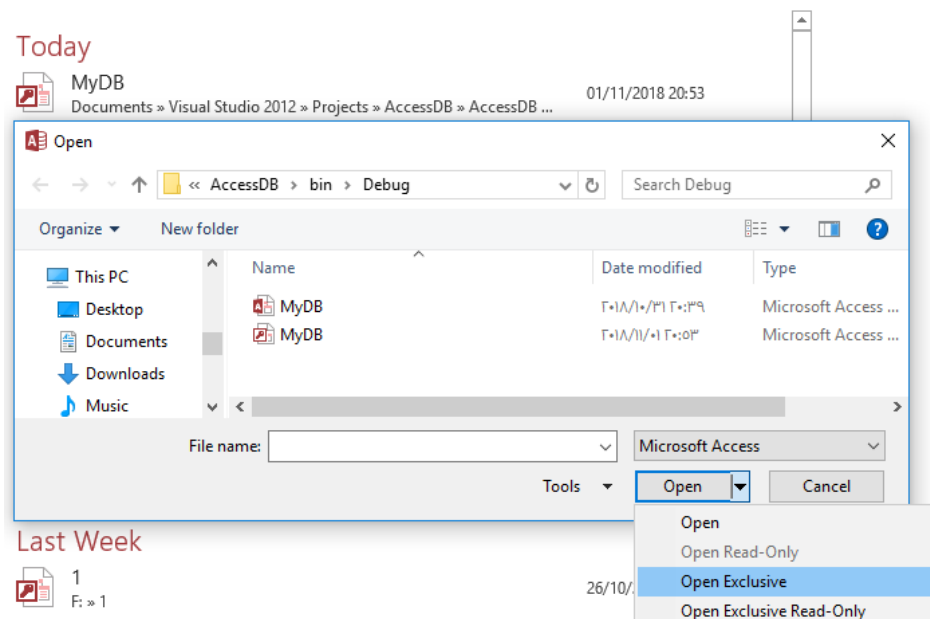 Today
MyDB
Documents » Visual Studio 2012 » Projects » AccessDB » AccessDB ...
01/11/2018 20:53
Open
« AccessDB > bin > Debug
Search Debug
Organize
New folder
This PC
Desktop
Documents
Downloads
Music
Name
Date modified
Type
MyDB
٢٠١٨/١٠/٣١ ٢٠:٣٩
Microsoft Access ...
MyDB
٢٠١٨/١١/٠١ ٢٠:٥٣
Microsoft Access ...
File name:
Microsoft Access
Tools
Open
Cancel
Open
Open Read-Only
Open Exclusive
Open Exclusive Read-Only
Last Week
1
F: » 1
26/10/